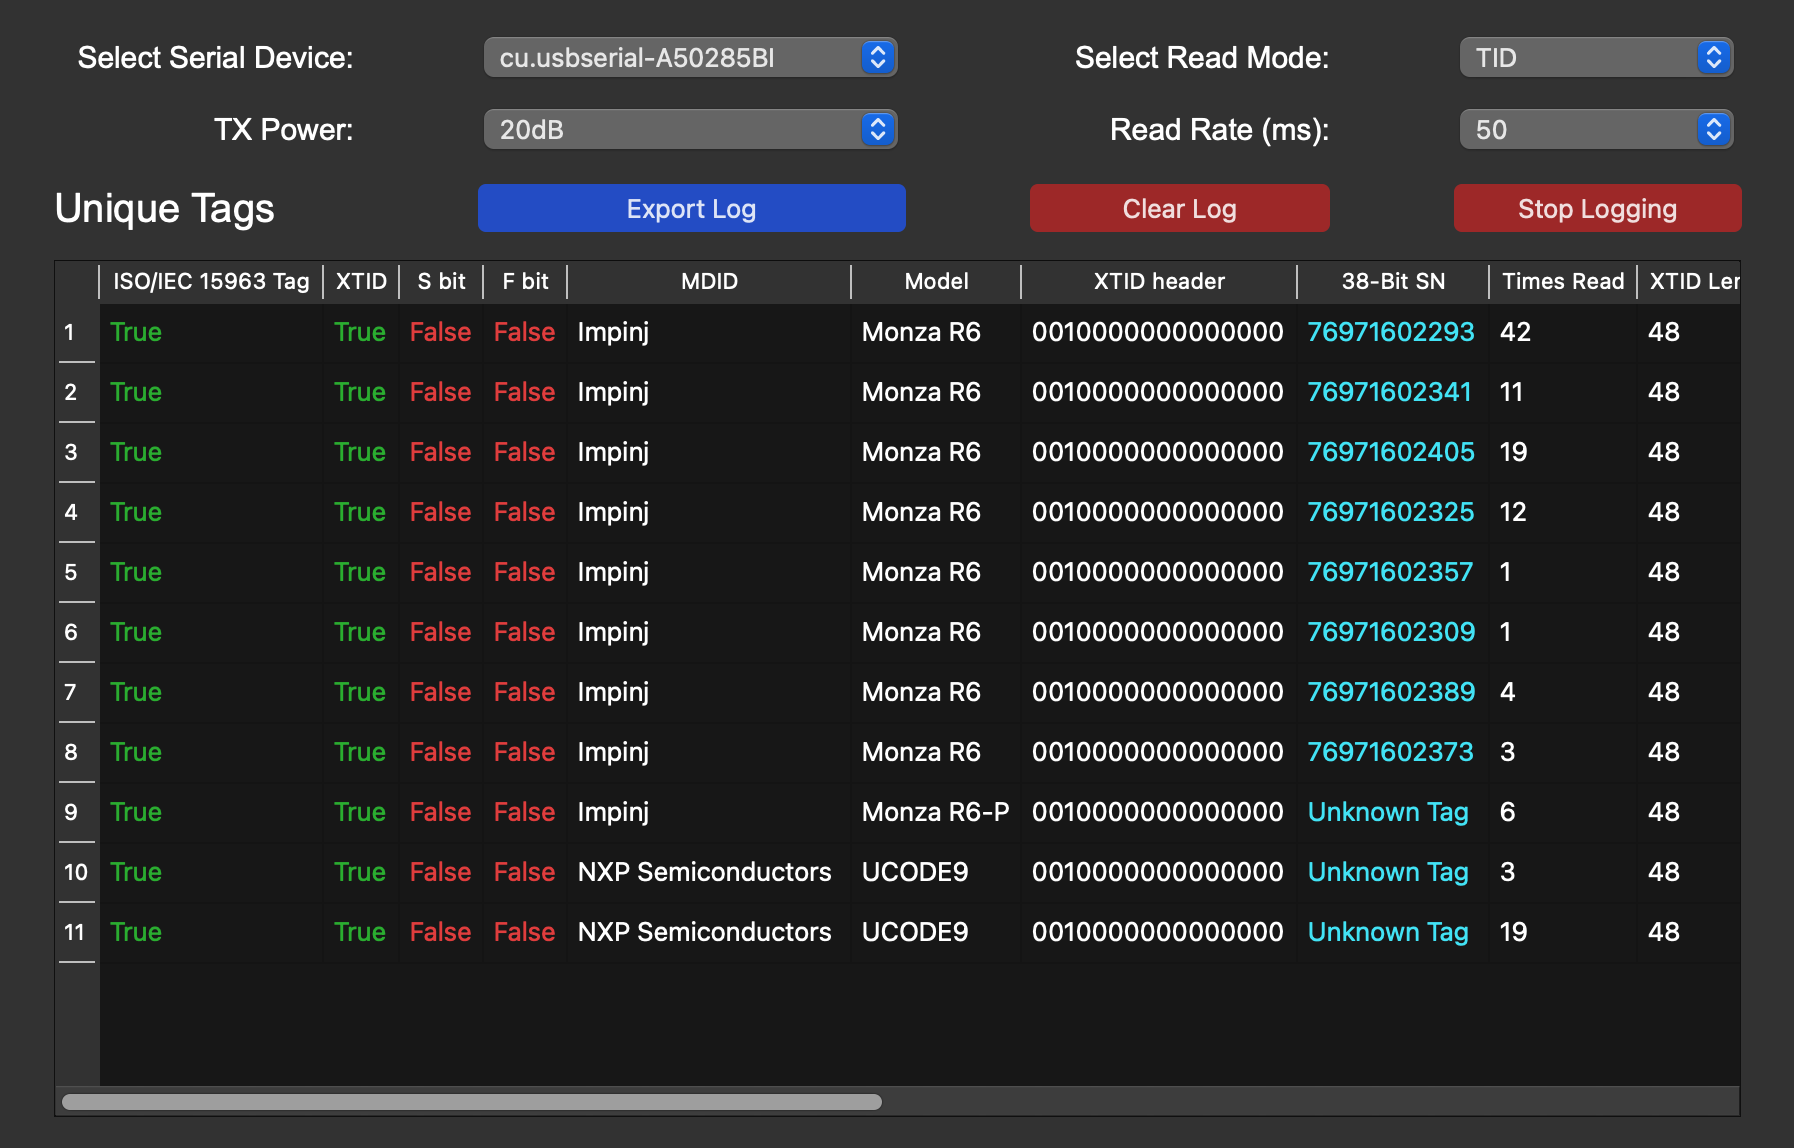 Select Serial Device: cu.usbserial-A50285BI Select Read Mode: TID
TX Power: 20dB Read Rate (ms): 50
Unique Tags Export Log Clear Log Stop Logging
ISO/IEC 15963 Tag XTID S bit F bit MDID Model XTID header 38-Bit SN Times Read XTID Ler
1 True True False False Impinj Monza R6 0010000000000000 76971602293 42 48
2 True True False False Impinj Monza R6 0010000000000000 76971602341 11 48
3 True True False False Impinj Monza R6 0010000000000000 76971602405 19 48
4 True True False False Impinj Monza R6 0010000000000000 76971602325 12 48
5 True True False False Impinj Monza R6 0010000000000000 76971602357 1 48
6 True True False False Impinj Monza R6 0010000000000000 76971602309 1 48
7 True True False False Impinj Monza R6 0010000000000000 76971602389 4 48
8 True True False False Impinj Monza R6 0010000000000000 76971602373 3 48
9 True True False False Impinj Monza R6-P 0010000000000000 Unknown Tag 6 48
10 True True False False NXP Semiconductors UCODE9 0010000000000000 Unknown Tag 3 48
11 True True False False NXP Semiconductors UCODE9 0010000000000000 Unknown Tag 19 48